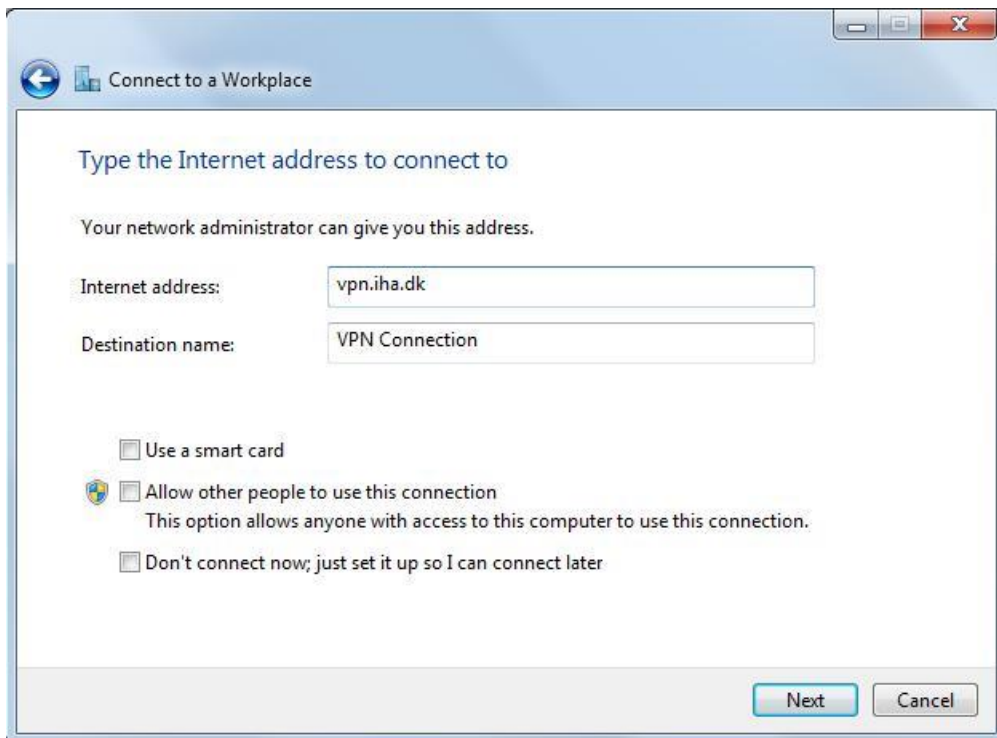 Connect to a Workplace
Type the Internet address to connect to
Your network administrator can give you this address.
Internet address: vpn.iha.dk
Destination name: VPN Connection
Use a smart card
Allow other people to use this connection
This option allows anyone with access to this computer to use this connection.
Don't connect now; just set it up so I can connect later
Next Cancel